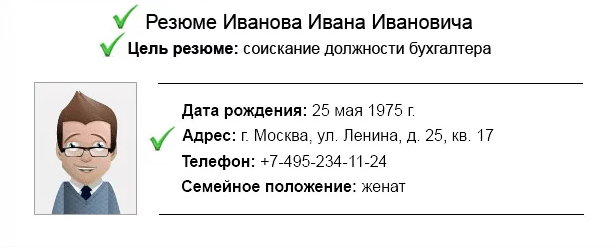 Резюме Иванова Ивана Ивановича
Цель резюме: соискание должности бухгалтера
Дата рождения: 25 мая 1975 г.
Адрес: г. Москва, ул. Ленина, д. 25, кв. 17
Телефон: +7-495-234-11-24
Семейное положение: женат